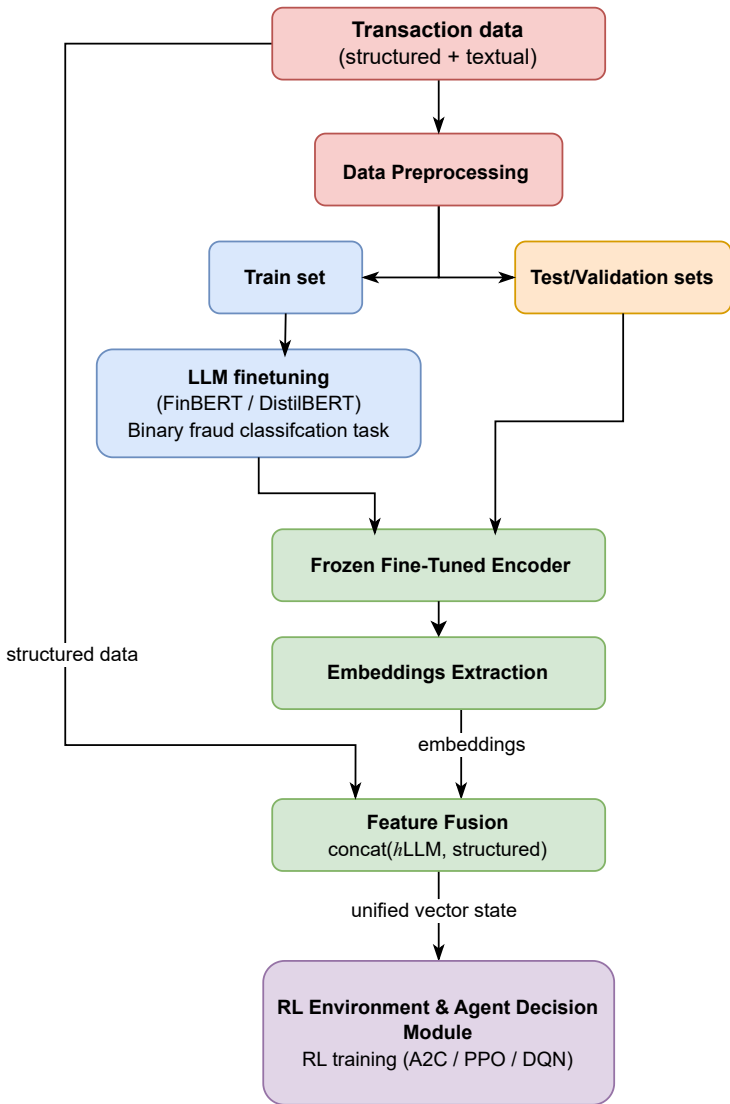 Transaction data
(structured + textual)
Data Preprocessing
Train set
Test/Validation sets
LLM finetuning
(FinBERT / DistilBERT)
Binary fraud classifcation task
Frozen Fine-Tuned Encoder
structured data
Embeddings Extraction
embeddings
Feature Fusion
concat(ℎLLM, structured)
unified vector state
RL Environment & Agent Decision
Module
RL training (A2C / PPO / DQN)